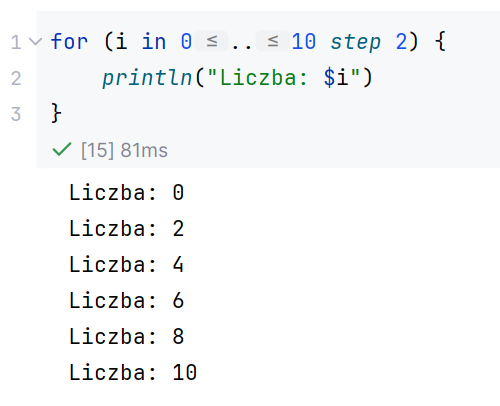 1 for (i in 0 ≤ .. ≤ 10 step 2) {
2 println("Liczba: $i")
3 }
[15] 81ms
Liczba: 0
Liczba: 2
Liczba: 4
Liczba: 6
Liczba: 8
Liczba: 10